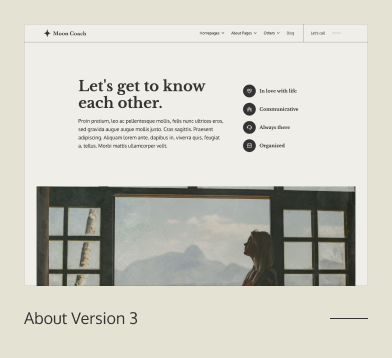 Moon Coach
Homepages About Pages Others Blog Let's call
Let's get to know
each other.
Proin pretium, leo ac pellentesque mollis, felis nunc ultrices-eros,
sed gravida augue augue mollis justo. Cras sagittis. Praesent
adipiscing. Aliquam lorem ante, dapibus in, viverra quis, feugiat
a, tellus. Morbi mattis ullamcorper velit.
In love with life
Communicative
Always there
Organized
About Version 3